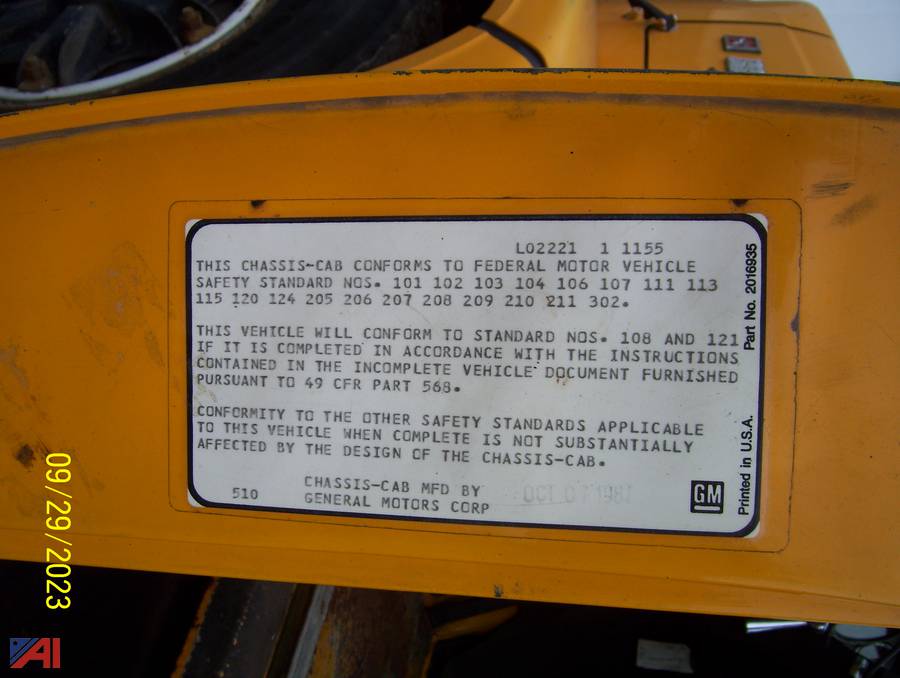 L02221 1 1155
THIS CHASSIS-CAB CONFORMS TO FEDERAL MOTOR VEHICLE
SAFETY STANDARD NOS. 101 102 103 104 106 107 111 113
115 120 124 205 206 207 208 209 210 211 302.
THIS VEHICLE WILL CONFORM TO STANDARD NOS. 108 AND 121
IF IT IS COMPLETED IN ACCORDANCE WITH THE INSTRUCTIONS
CONTAINED IN THE INCOMPLETE VEHICLE DOCUMENT FURNISHED
PURSUANT TO 49 CFR PART 568.
CONFORMITY TO THE OTHER SAFETY STANDARDS APPLICABLE
TO THIS VEHICLE WHEN COMPLETE IS NOT SUBSTANTIALLY
AFFECTED BY THE DESIGN OF THE CHASSIS-CAB.
510 CHASSIS-CAB MFD BY OCT
GENERAL MOTORS CORP
GM
Printed in U.S.A. Part No. 2016935
09/29/2023
AI